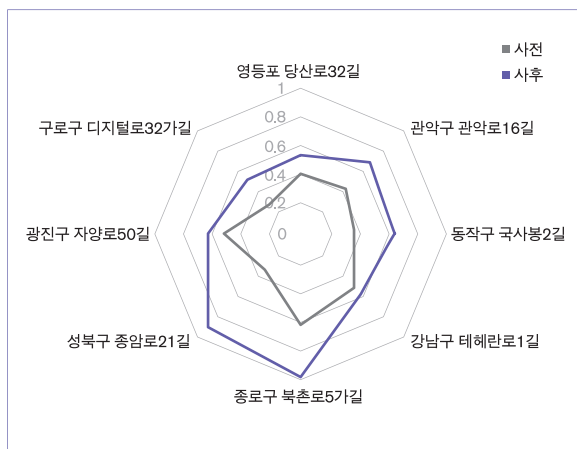 사전
사후
영등포 당산로32길
1
구로구 디지털로32가길
0.8
관악구 관악로16길
0.6
0.4
0.2
광진구 자양로50길
0
동작구 국사봉2길
성북구 종암로21길
강남구 테헤란로1길
종로구 북촌로5가길